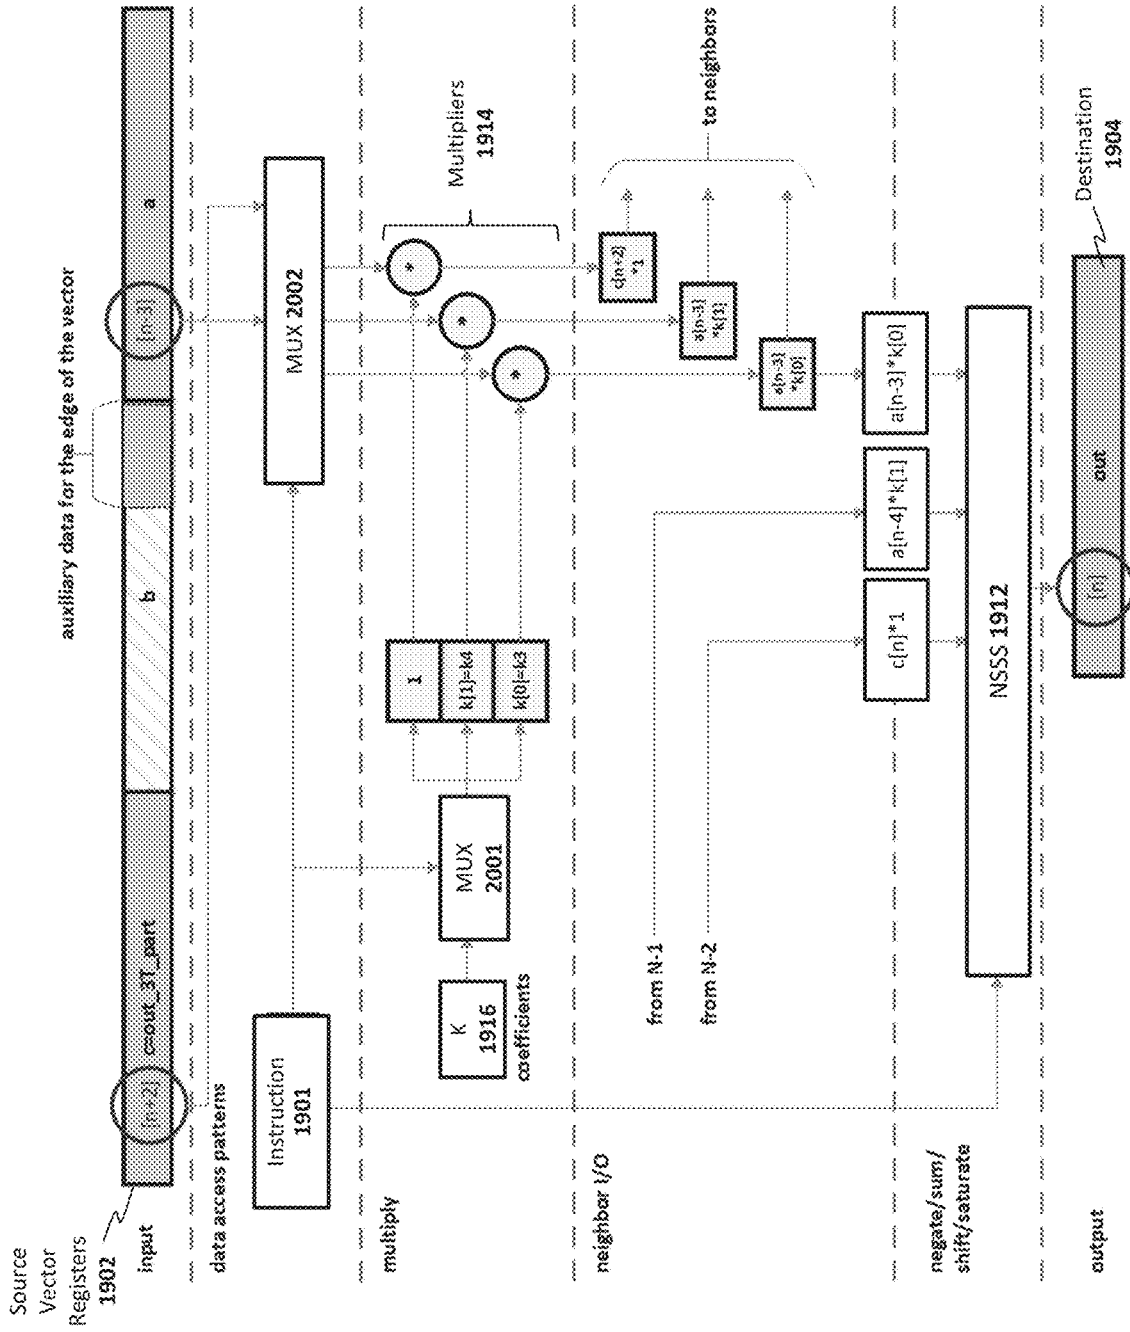 Source
Vector
Registers
1902
input
[n+2]
c=out_3T_part
b
auxiliary data for the edge of the vector
[n-3]
a
data access patterns
Instruction
1901
MUX 2002
multiply
K
1916
coefficients
MUX
2001
1
k[1]=k4
k[0]=k3
*
*
*
Multipliers
1914
neighbor I/O
from N-1
from N-2
c[n+2]
*1
a[n-3]
*k[1]
a[n-3]
*k[0]
to neighbors
c[n]*1
a[n-4]*k[1]
a[n-3]*k[0]
negate/sum/
shift/saturate
NSSS 1912
output
[n]
out
Destination
1904